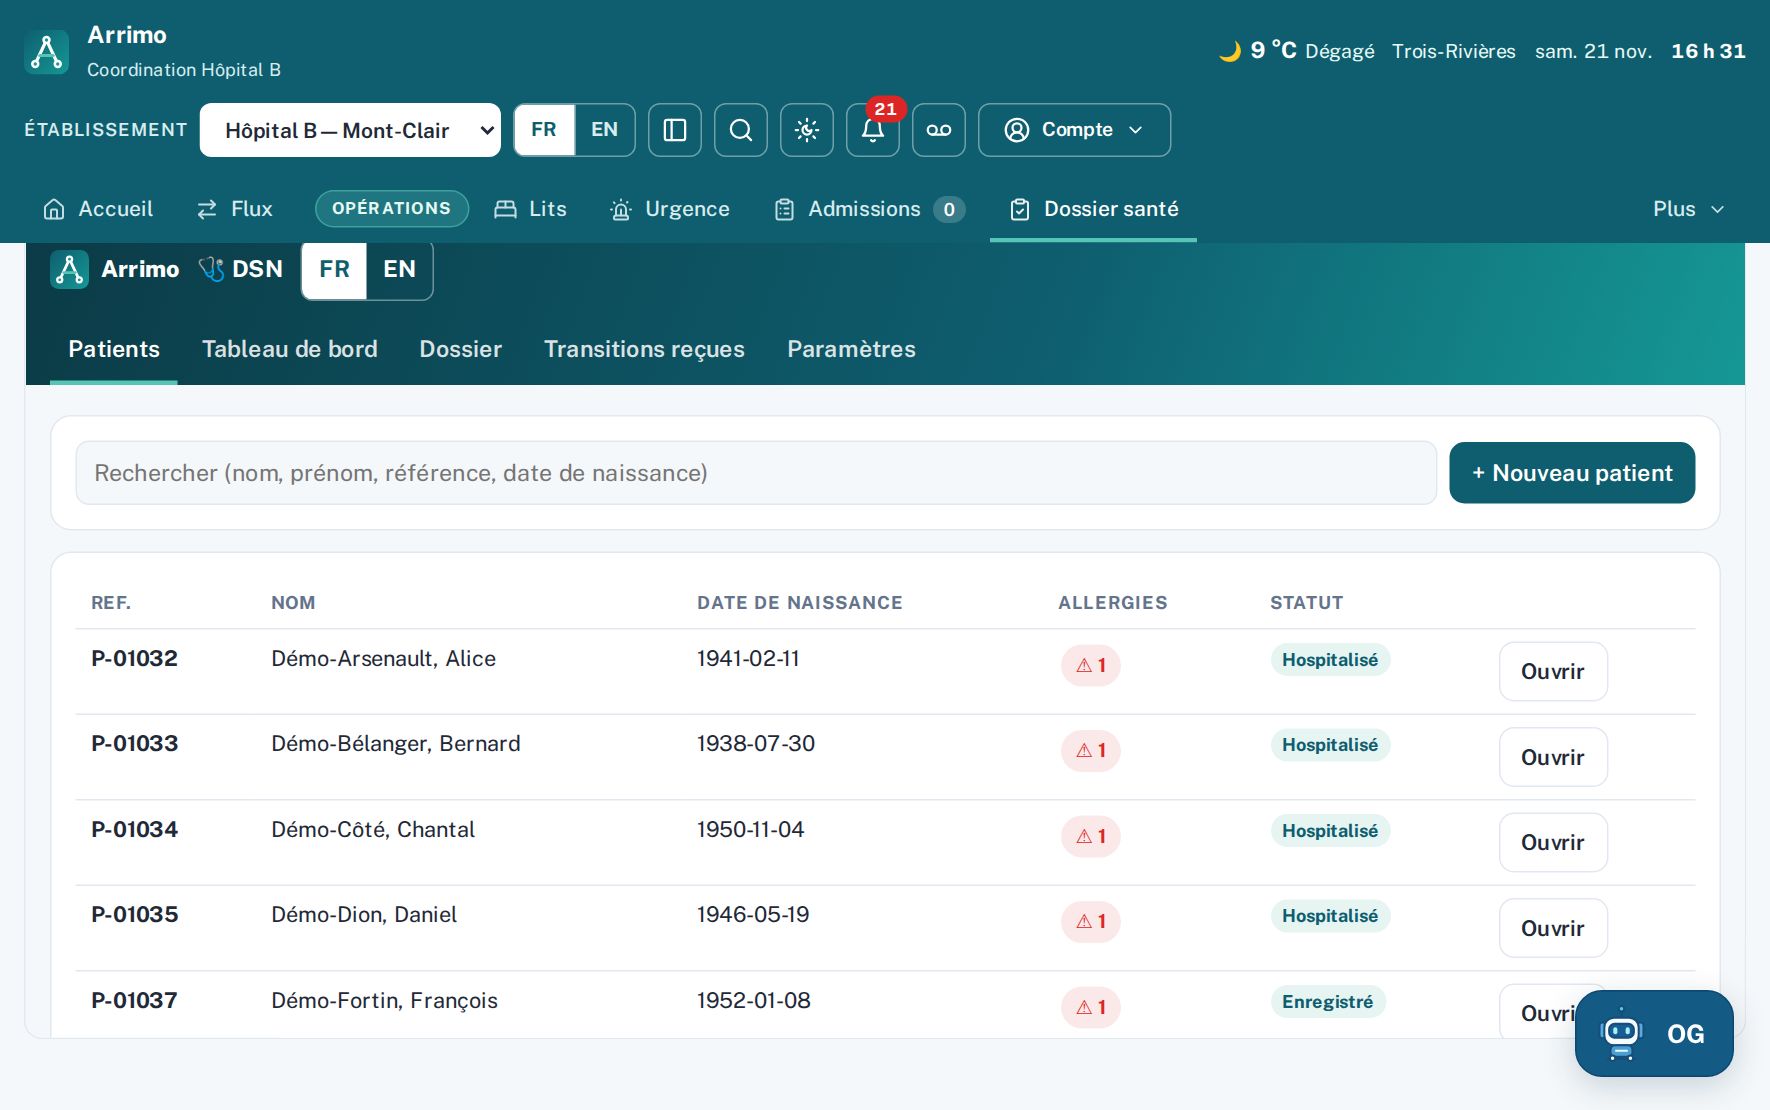 Arrimo
Coordination Hôpital B
9 °C Dégagé Trois-Rivières sam. 21 nov. 16 h 31
ÉTABLISSEMENT Hôpital B — Mont-Clair FR EN 21 Compte
Accueil Flux OPÉRATIONS Lits Urgence Admissions 0 Dossier santé Plus
Arrimo DSN FR EN
Patients Tableau de bord Dossier Transitions reçues Paramètres
Rechercher (nom, prénom, référence, date de naissance) + Nouveau patient
REF. NOM DATE DE NAISSANCE ALLERGIES STATUT
P-01032 Démo-Arsenault, Alice 1941-02-11 ⚠ 1 Hospitalisé Ouvrir
P-01033 Démo-Bélanger, Bernard 1938-07-30 ⚠ 1 Hospitalisé Ouvrir
P-01034 Démo-Côté, Chantal 1950-11-04 ⚠ 1 Hospitalisé Ouvrir
P-01035 Démo-Dion, Daniel 1946-05-19 ⚠ 1 Hospitalisé Ouvrir
P-01037 Démo-Fortin, François 1952-01-08 ⚠ 1 Enregistré Ouvri
OG